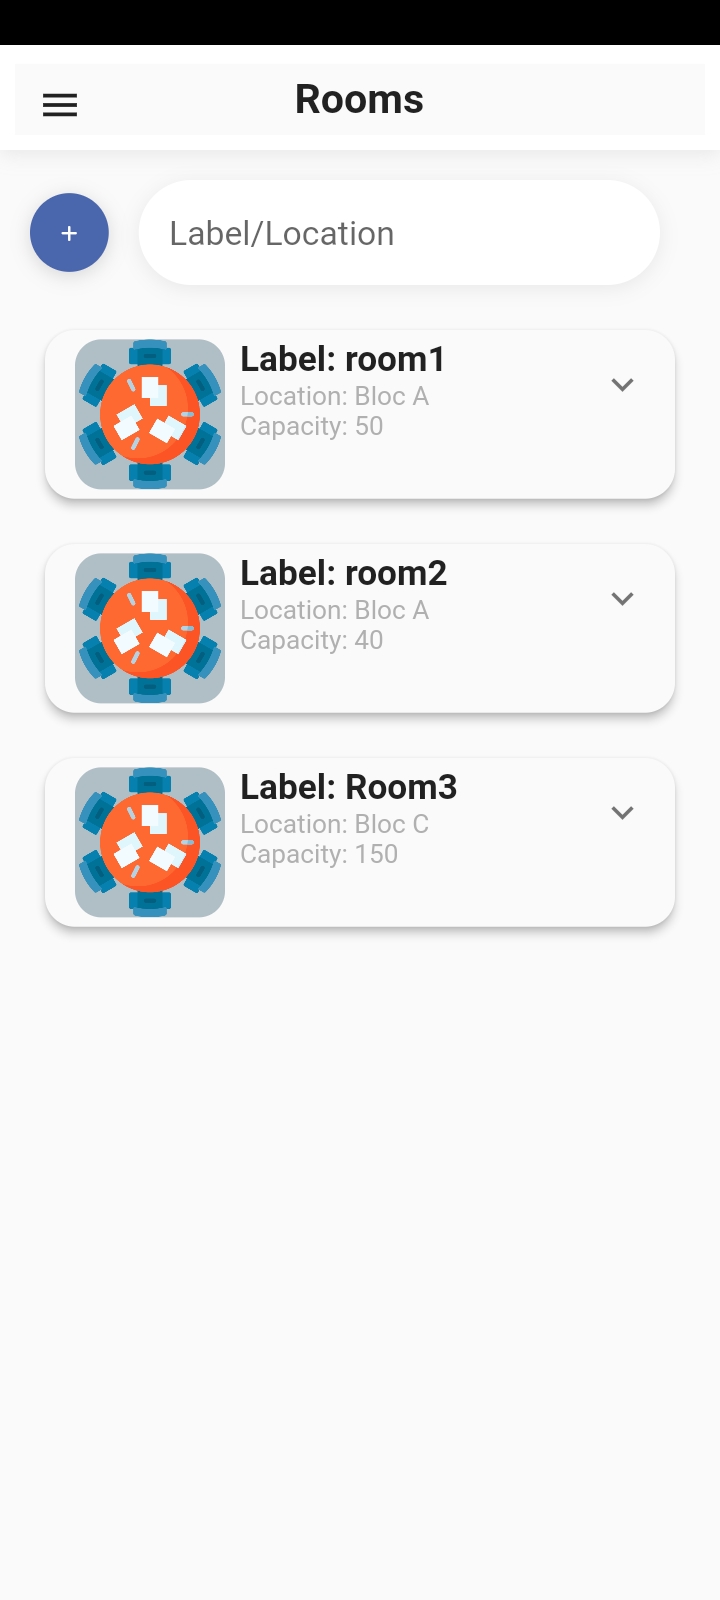 Rooms
+
Label/Location
Label: room1
Location: Bloc A
Capacity: 50
Label: room2
Location: Bloc A
Capacity: 40
Label: Room3
Location: Bloc C
Capacity: 150